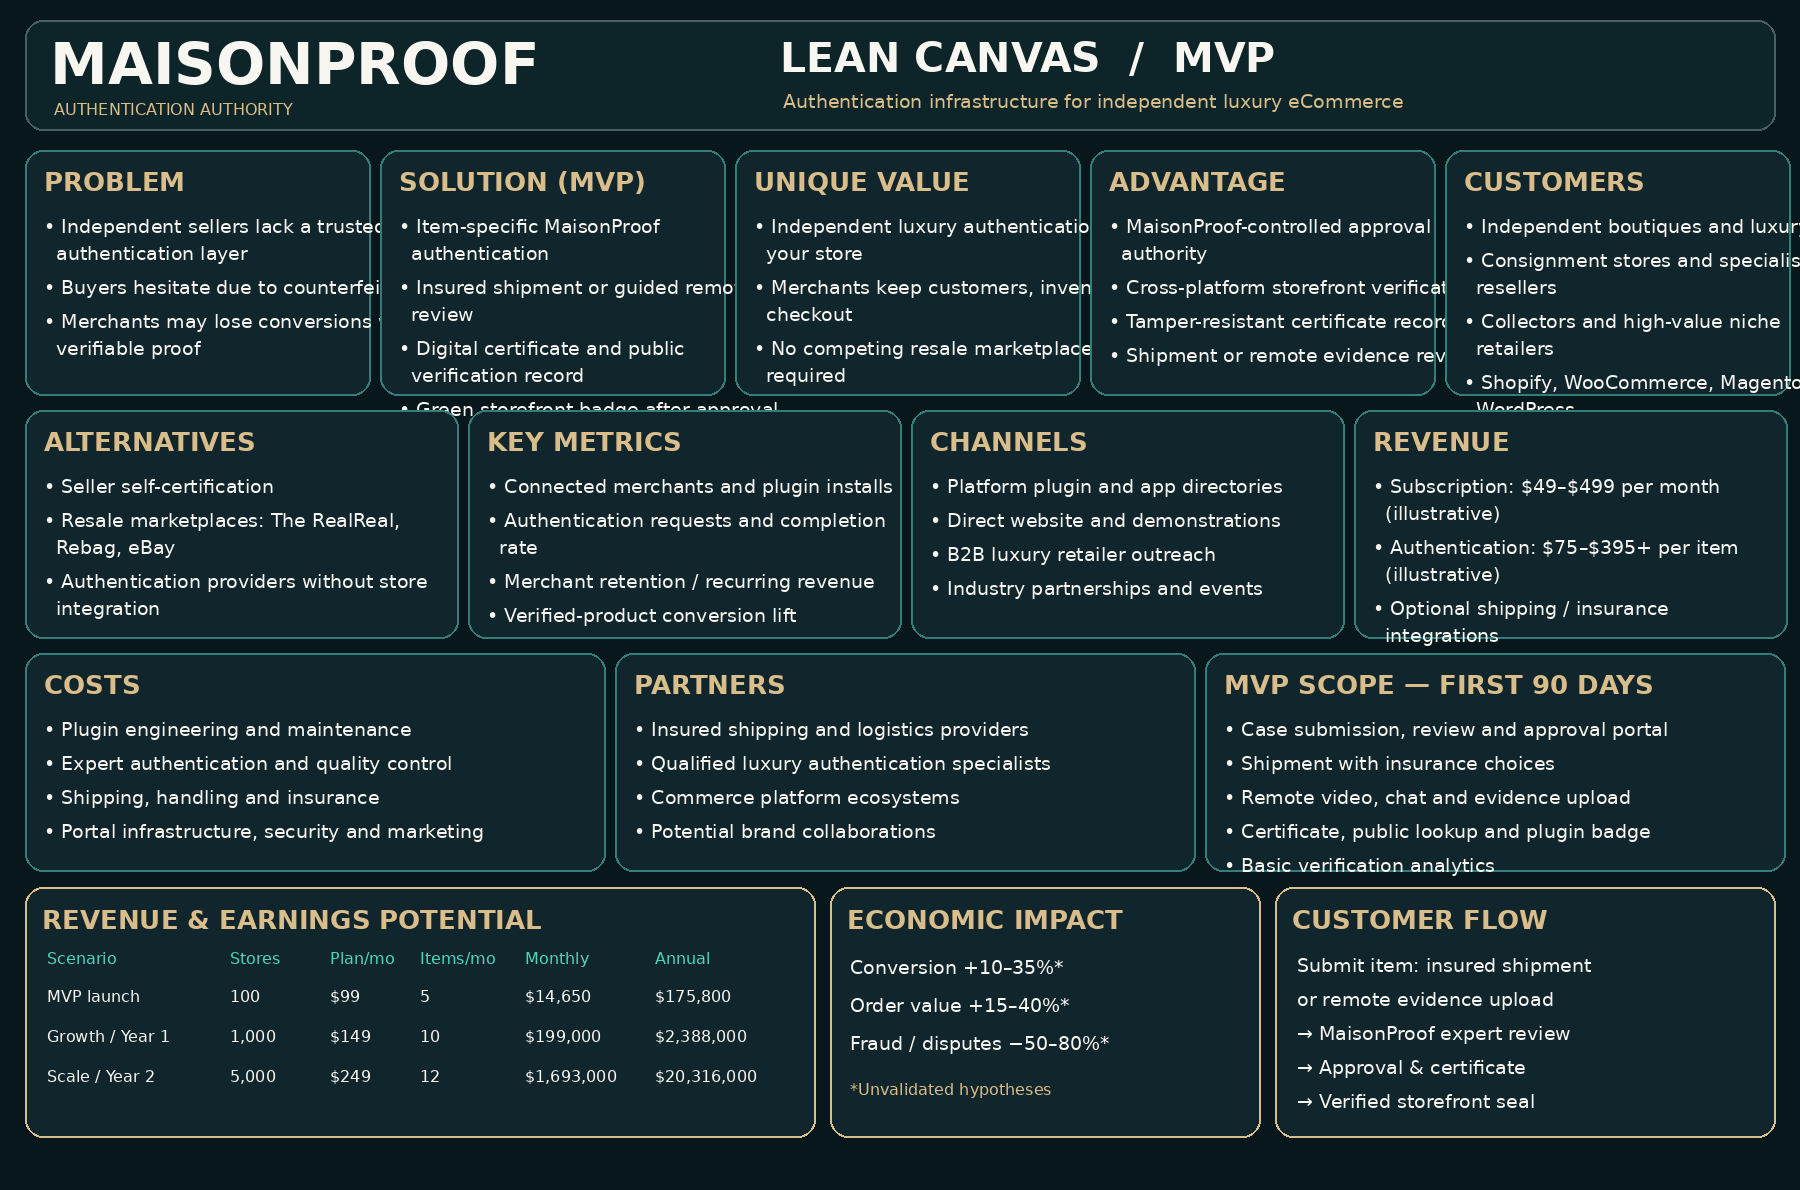 MAISONPROOF
AUTHENTICATION AUTHORITY
LEAN CANVAS / MVP
Authentication infrastructure for independent luxury eCommerce
PROBLEM
• Independent sellers lack a trusted
authentication layer
• Buyers hesitate due to
• Merchants may lose conversions
verifiable proof
SOLUTION (MVP)
• Item-specific MaisonProof
authentication
• Insured shipment or guided
review
• Digital certificate and public
verification record
• Green storefront badge after approval
UNIQUE VALUE
• Independent luxury
your store
• Merchants keep customers,
checkout
• No competing resale marketplace
required
ADVANTAGE
• MaisonProof-controlled approval
authority
• Cross-platform storefront
• Tamper-resistant certificate
• Shipment or remote evidence
CUSTOMERS
• Independent boutiques and luxury
• Consignment stores and
resellers
• Collectors and high-value niche
retailers
• Shopify, WooCommerce, Magento
WordPress
ALTERNATIVES
• Seller self-certification
• Resale marketplaces: The RealReal,
Rebag, eBay
• Authentication providers without store
integration
KEY METRICS
• Connected merchants and plugin installs
• Authentication requests and completion
rate
• Merchant retention / recurring revenue
• Verified-product conversion lift
CHANNELS
• Platform plugin and app directories
• Direct website and demonstrations
• B2B luxury retailer outreach
• Industry partnerships and events
REVENUE
• Subscription: $49–$499 per month
(illustrative)
• Authentication: $75–$395+ per item
(illustrative)
• Optional shipping / insurance
integrations
COSTS
• Plugin engineering and maintenance
• Expert authentication and quality control
• Shipping, handling and insurance
• Portal infrastructure, security and marketing
PARTNERS
• Insured shipping and logistics providers
• Qualified luxury authentication specialists
• Commerce platform ecosystems
• Potential brand collaborations
MVP SCOPE — FIRST 90 DAYS
• Case submission, review and approval portal
• Shipment with insurance choices
• Remote video, chat and evidence upload
• Certificate, public lookup and plugin badge
• Basic verification analytics
REVENUE & EARNINGS POTENTIAL
Scenario Stores Plan/mo Items/mo Monthly Annual
MVP launch 100 $99 5 $14,650 $175,800
Growth / Year 1 1,000 $149 10 $199,000 $2,388,000
Scale / Year 2 5,000 $249 12 $1,693,000 $20,316,000
ECONOMIC IMPACT
Conversion +10–35%*
Order value +15–40%*
Fraud / disputes −50–80%*
*Unvalidated hypotheses
CUSTOMER FLOW
Submit item: insured shipment
or remote evidence upload
→ MaisonProof expert review
→ Approval & certificate
→ Verified storefront seal